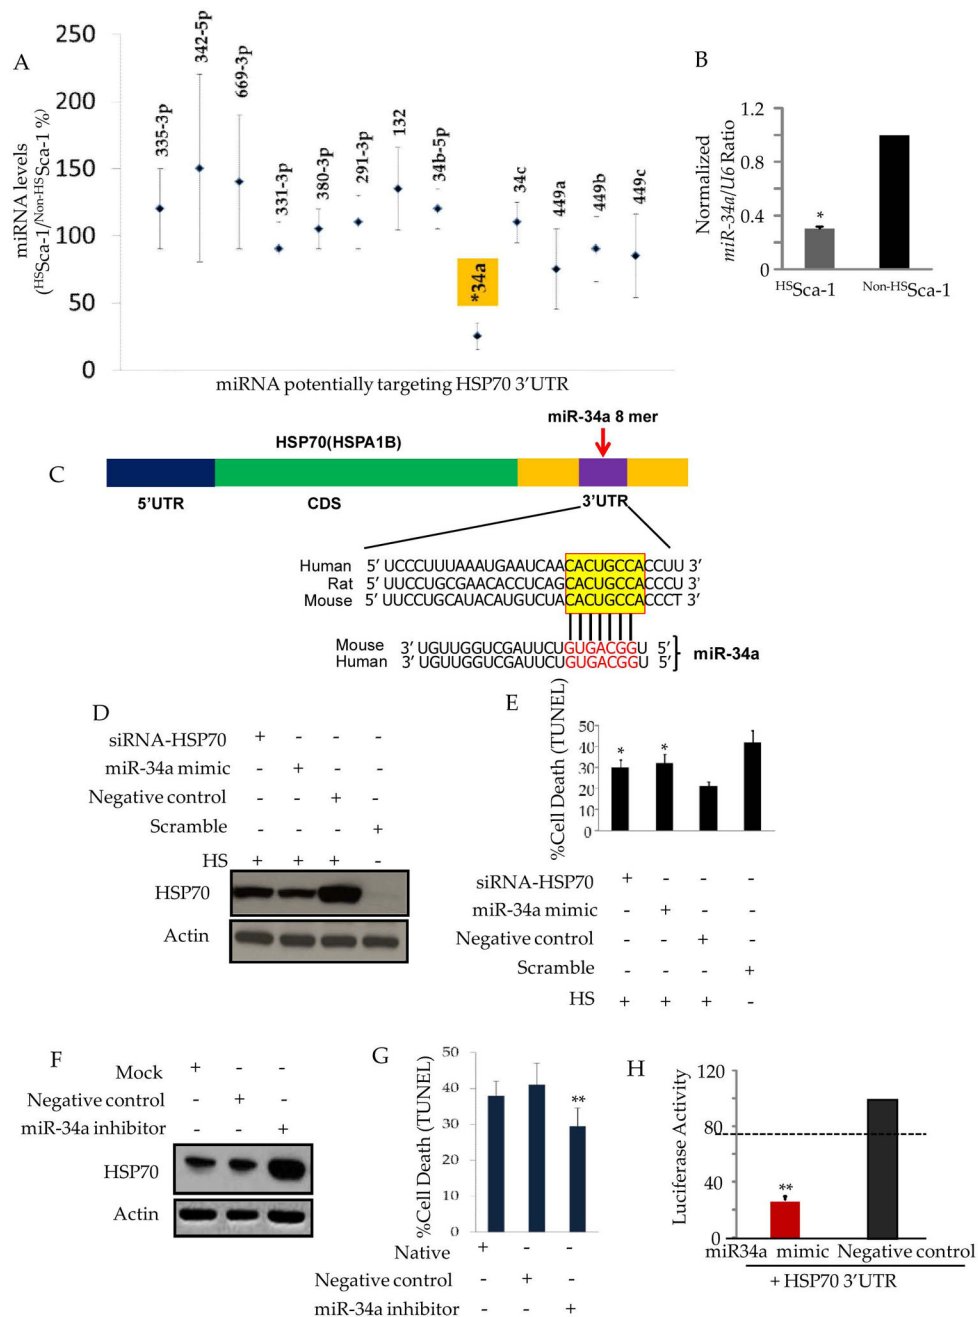 A
250
200
150
100
50
0
miRNA levels
(HSSca-1/Non-HSSca-1 %)
335-3p
342-5p
669-3p
331-3p
380-3p
291-3p
132
34b-5p
*34a
34c
449a
449b
449c
miRNA potentially targeting HSP70 3'UTR
B
Normalized
miR-34a/U6 Ratio
1.2
0.8
0.4
0
*
HSSca-1
Non-HSSca-1
C
miR-34a 8 mer
HSP70(HSPA1B)
5'UTR
CDS
3'UTR
Human 5' UCCCUUUAAAUGAAUCAACACUGCCACCUU 3'
Rat 5' UUCCUGCGAACACCUCAGCACUGCCACCCU 3'
Mouse 5' UUCCUGCAUACAUGUCUACACUGCCACCCT 3'
Mouse 3' UGUUGGUCGAUUCUGUGACGGU 5'
Human 3' UGUUGGUCGAUUCUGUGACGGU 5'
miR-34a
D
siRNA-HSP70 + - - -
miR-34a mimic - + - -
Negative control - - + -
Scramble - - - +
HS + + + -
HSP70
Actin
E
%Cell Death (TUNEL)
50
40
30
20
10
0
*
*
siRNA-HSP70 + - - -
miR-34a mimic - + - -
Negative control - - + -
Scramble - - - +
HS + + + -
F
Mock + - -
Negative control - + -
miR-34a inhibitor - - +
HSP70
Actin
G
%Cell Death (TUNEL)
50
40
30
20
10
0
**
Native + - -
Negative control - + -
miR-34a inhibitor - - +
H
Luciferase Activity
120
80
40
0
**
miR34a mimic
Negative control
+ HSP70 3'UTR